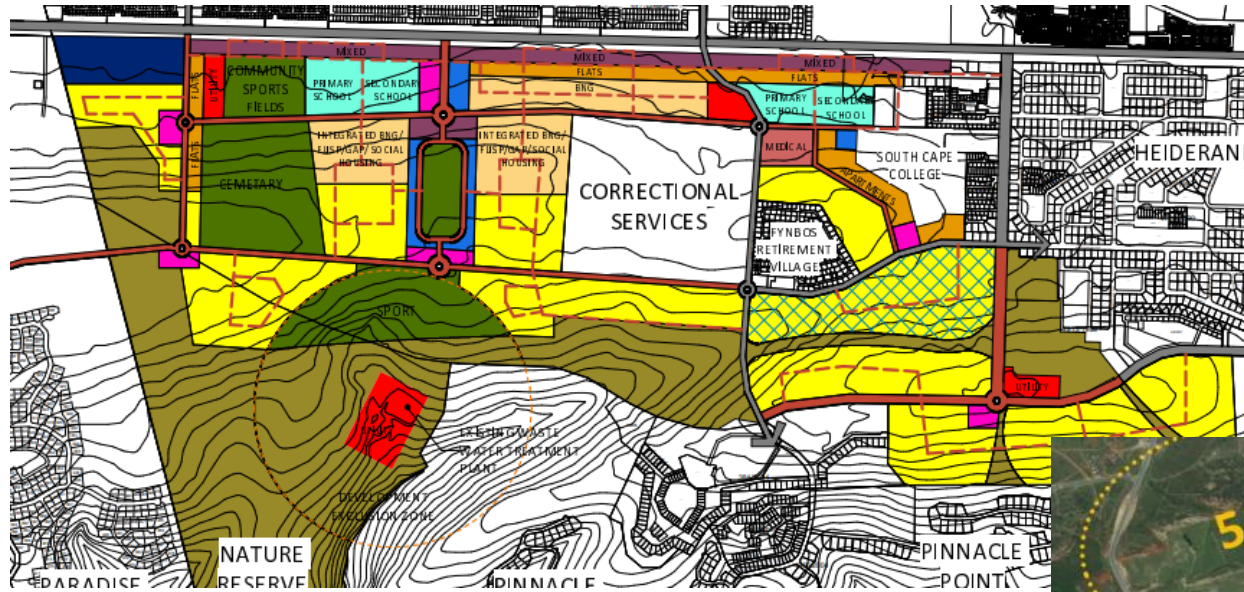 MIXED
MIXED
FLATS
FLATS
FLATS
UTILITY
COMMUNITY
SPORTS
FIELDS
PRIMARY
SCHOOL
SECONDARY
SCHOOL
BNG
PRIMARY
SCHOOL
SECONDARY
SCHOOL
INTEGRATED BNG/
FLISP/GAP/SOCIAL
HOUSING
INTEGRATED BNG/
FLISP/GAP/SOCIAL
HOUSING
FLATS
CEMETARY
MEDICAL
SOUTH CAPE
COLLEGE
HEIDERAN
APARTMENTS
CORRECTIONAL
SERVICES
FYNBOS
RETIREMENT
VILLAGE
SPORT
UTILITY
EXISTING WASTE
WATER TREATMENT
PLANT
DEVELOPMENT
EXCLUSION ZONE
NATURE
RESERVE
PARADISE
PINNACLE
PINNACLE
POINT
5